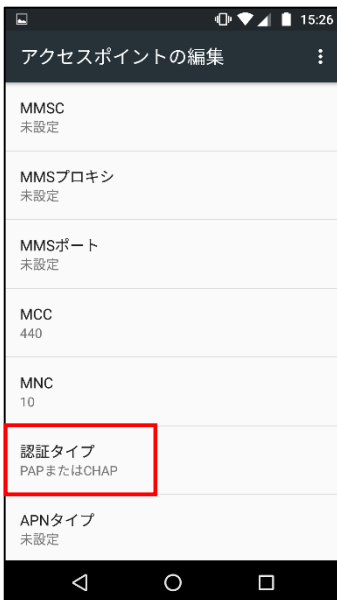 15:26
アクセスポイントの編集
MMSC
未設定
MMSプロキシ
未設定
MMSポート
未設定
MCC
440
MNC
10
認証タイプ
PAPまたはCHAP
APNタイプ
未設定